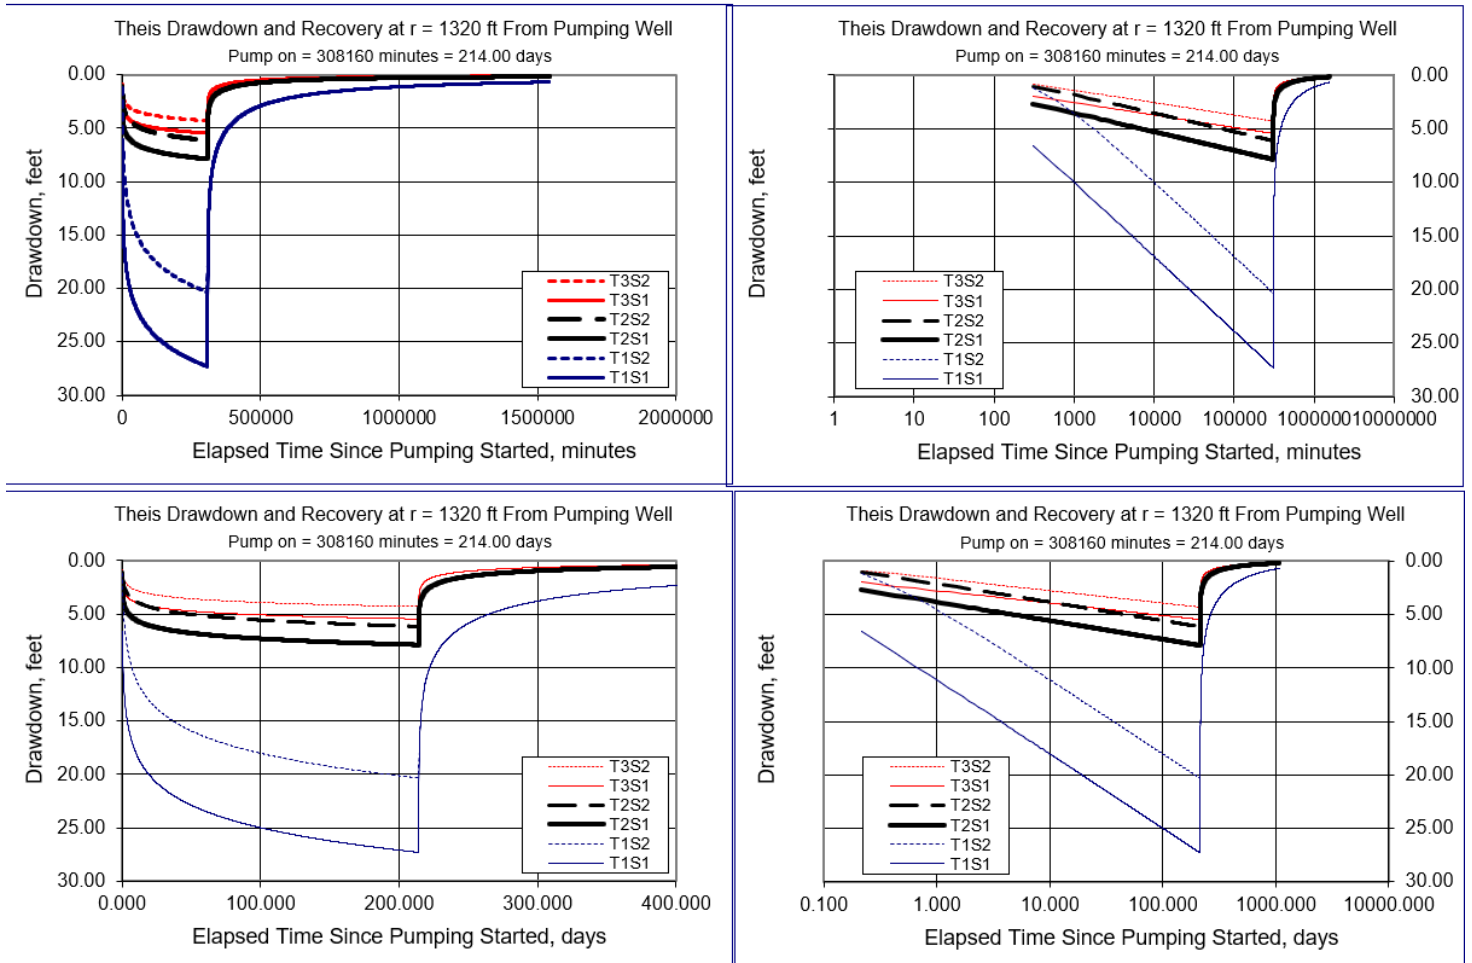 Theis Drawdown and Recovery at r = 1320 ft From Pumping Well
Pump on = 308160 minutes = 214.00 days
0.00
5.00
10.00
15.00
20.00
25.00
30.00
Drawdown, feet
T3S2
T3S1
T2S2
T2S1
T1S2
T1S1
0 500000 1000000 1500000 2000000
Elapsed Time Since Pumping Started, minutes
Theis Drawdown and Recovery at r = 1320 ft From Pumping Well
Pump on = 308160 minutes = 214.00 days
0.00
5.00
10.00
15.00
20.00
25.00
30.00
Drawdown, feet
T3S2
T3S1
T2S2
T2S1
T1S2
T1S1
1 10 100 1000 10000 100000 1000000 10000000
Elapsed Time Since Pumping Started, minutes
Theis Drawdown and Recovery at r = 1320 ft From Pumping Well
Pump on = 308160 minutes = 214.00 days
0.00
5.00
10.00
15.00
20.00
25.00
30.00
Drawdown, feet
T3S2
T3S1
T2S2
T2S1
T1S2
T1S1
0.000 100.000 200.000 300.000 400.000
Elapsed Time Since Pumping Started, days
Theis Drawdown and Recovery at r = 1320 ft From Pumping Well
Pump on = 308160 minutes = 214.00 days
0.00
5.00
10.00
15.00
20.00
25.00
30.00
Drawdown, feet
T3S2
T3S1
T2S2
T2S1
T1S2
T1S1
0.100 1.000 10.000 100.000 1000.000 10000.000
Elapsed Time Since Pumping Started, days